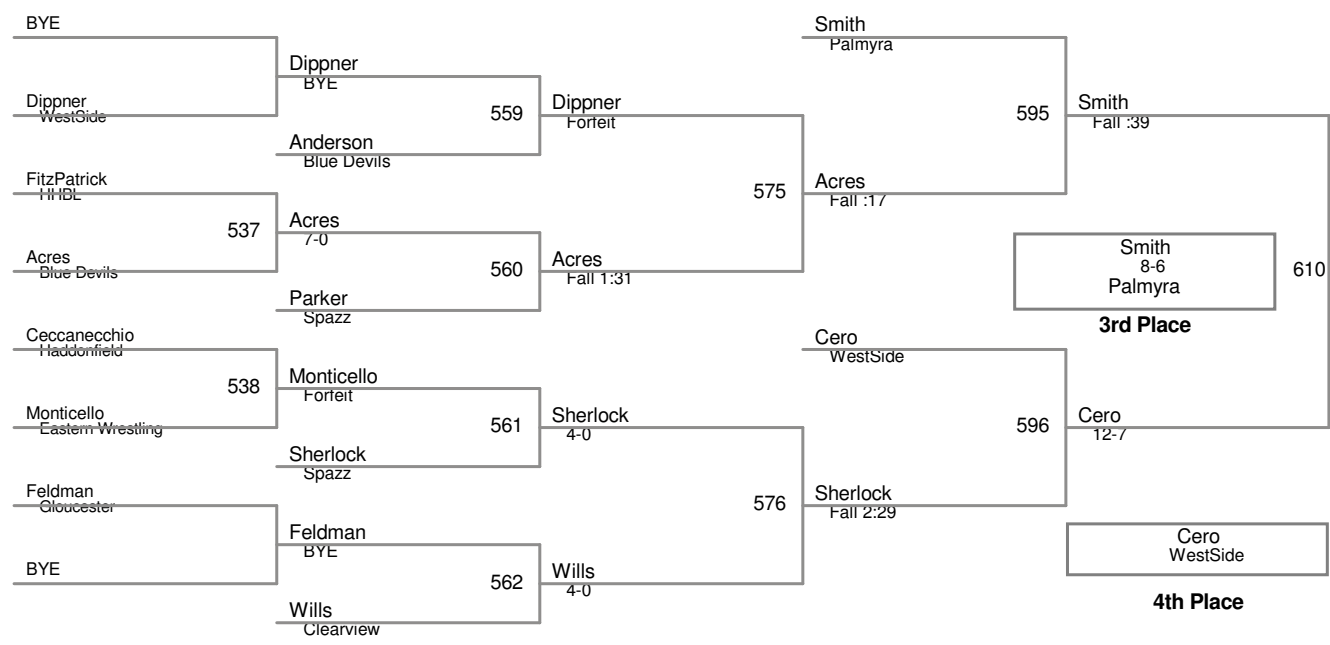 BYE
Dippner
WestSide
FitzPatrick
HHBL
Acres
Blue Devils
Ceccanecchio
Haddonfield
Monticello
Eastern Wrestling
Feldman
Gloucester
BYE
537
538
Dippner
BYE
Anderson
Blue Devils
Acres
7-0
Parker
Spazz
Monticello
Forfeit
Sherlock
Spazz
Feldman
BYE
Wills
Clearview
559
560
561
562
Dippner
Forfeit
Acres
Fall 1:31
Sherlock
4-0
Wills
4-0
575
576
Smith
Palmyra
Acres
Fall :17
Cero
WestSide
Sherlock
Fall 2:29
595
596
Smith
Fall :39
Cero
12-7
610
Smith
8-6
Palmyra
3rd Place
Cero
WestSide
4th Place